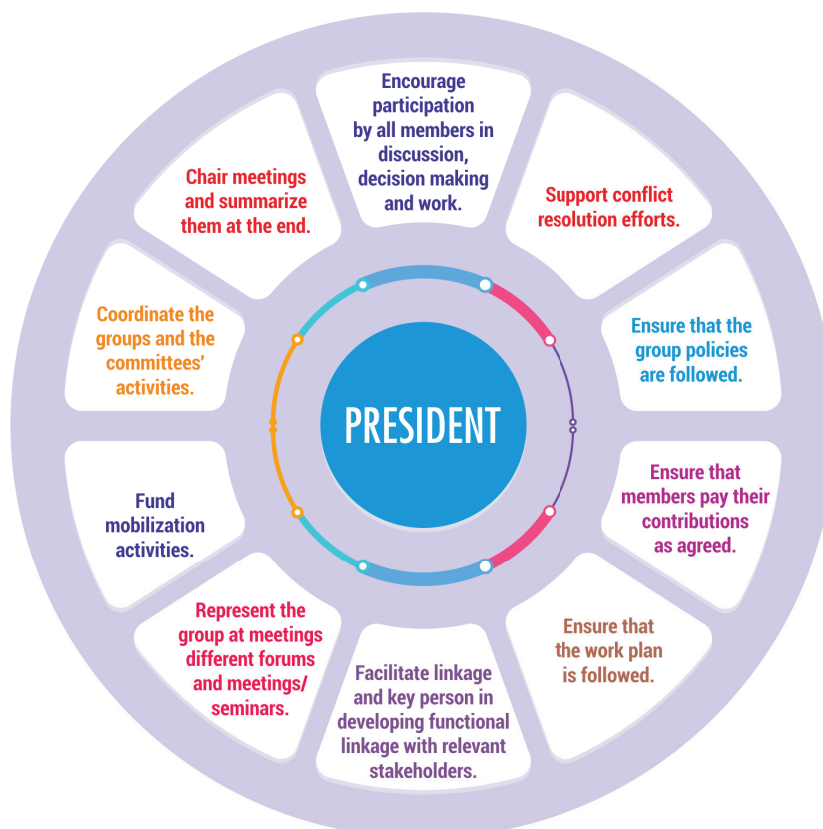 Encourage
participation
by all members in
discussion,
decision making
and work.
Support conflict
resolution efforts.
Ensure that the
group policies
are followed.
Ensure that
members pay their
contributions
as agreed.
Ensure that
the work plan
is followed.
Facilitate linkage
and key person in
developing functional
linkage with relevant
stakeholders.
Represent the
group at meetings
different forums
and meetings/
seminars.
Fund
mobilization
activities.
Coordinate the
groups and the
committees'
activities.
Chair meetings
and summarize
them at the end.
PRESIDENT